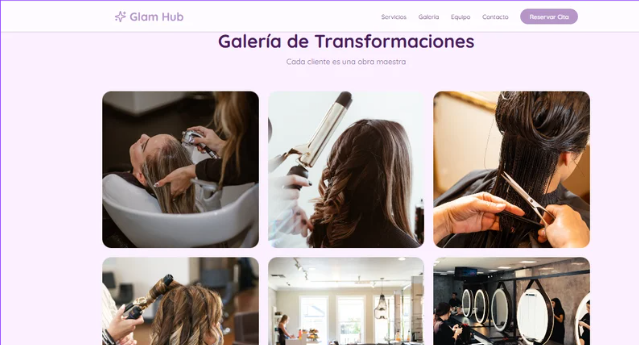 Glam Hub
Servicios Galería Equipo Contacto Reservar Cita
Galería de Transformaciones
Cada cliente es una obra maestra